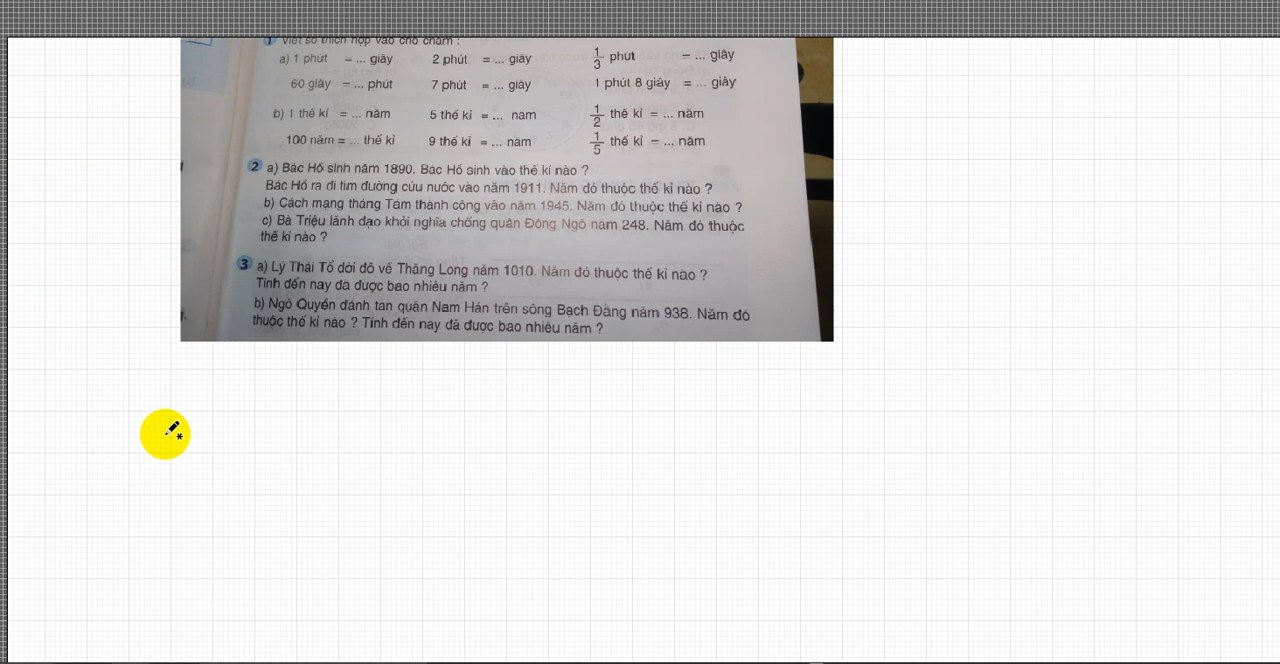 1 Viết số thích hợp vào chỗ chấm :
a) 1 phút = ... giây 2 phút = ... giây 1/3 phút = ... giây
60 giây = ... phút 7 phút = ... giây 1 phút 8 giây = ... giây
b) 1 thế kỉ = ... năm 5 thế kỉ = ... năm 1/2 thế kỉ = ... năm
100 năm = ... thế kỉ 9 thế kỉ = ... năm 1/5 thế kỉ = ... năm
2 a) Bác Hồ sinh năm 1890. Bác Hồ sinh vào thế kỉ nào ?
Bác Hồ ra đi tìm đường cứu nước vào năm 1911. Năm đó thuộc thế kỉ nào ?
b) Cách mạng tháng Tám thành công vào năm 1945. Năm đó thuộc thế kỉ nào ?
c) Bà Triệu lãnh đạo khởi nghĩa chống quân Đông Ngô năm 248. Năm đó thuộc
thế kỉ nào ?
3 a) Lý Thái Tổ dời đô về Thăng Long năm 1010. Năm đó thuộc thế kỉ nào ?
Tính đến nay đã được bao nhiêu năm ?
b) Ngô Quyền đánh tan quân Nam Hán trên sông Bạch Đằng năm 938. Năm đó
thuộc thế kỉ nào ? Tính đến nay đã được bao nhiêu năm ?